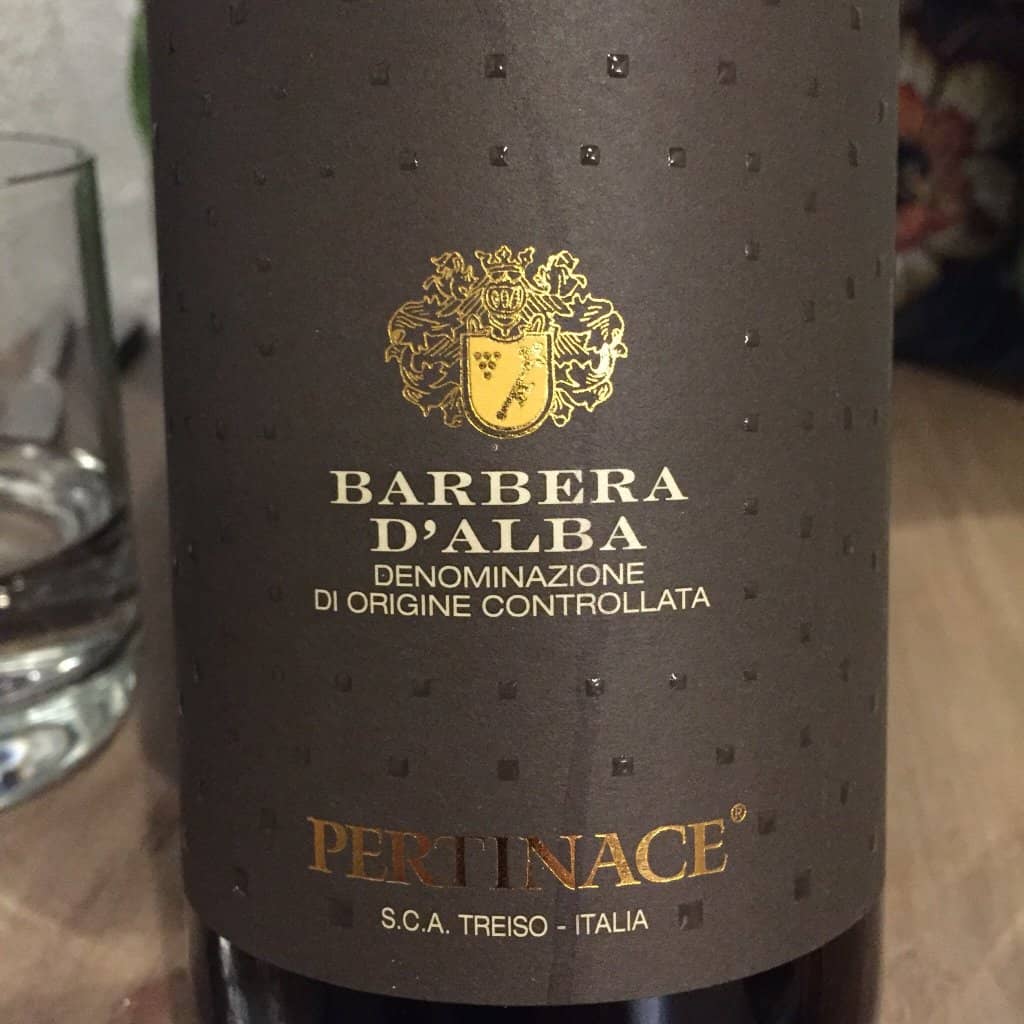 BARBERA
D'ALBA
DENOMINAZIONE
DI ORIGINE CONTROLLATA
PERTINACE®
S.C.A. TREISO - ITALIA